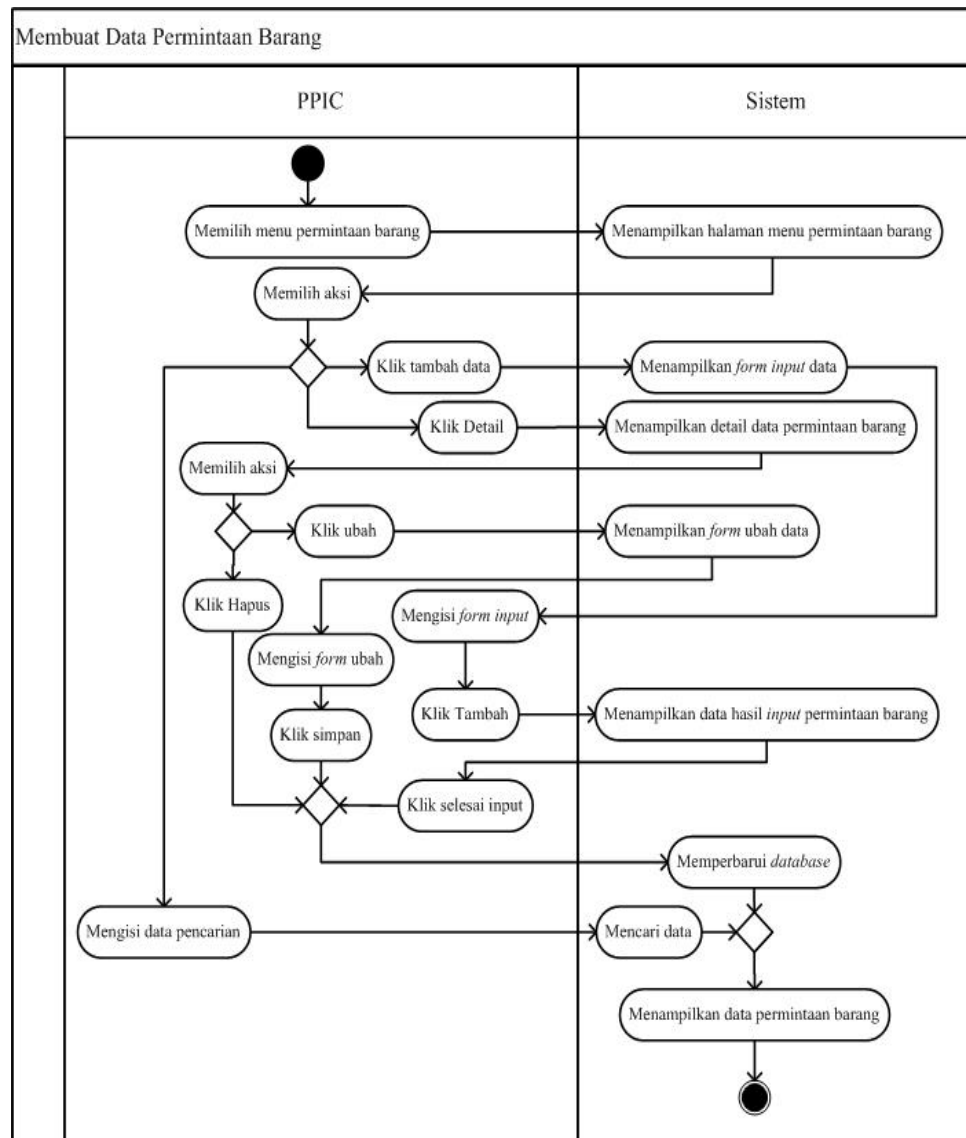 Membuat Data Permintaan Barang
PPIC
Sistem
Memilih menu permintaan barang
Menampilkan halaman menu permintaan barang
Memilih aksi
Klik tambah data
Menampilkan form input data
Klik Detail
Menampilkan detail data permintaan barang
Memilih aksi
Klik ubah
Menampilkan form ubah data
Klik Hapus
Mengisi form input
Mengisi form ubah
Klik Tambah
Menampilkan data hasil input permintaan barang
Klik simpan
Klik selesai input
Memperbarui database
Mengisi data pencarian
Mencari data
Menampilkan data permintaan barang